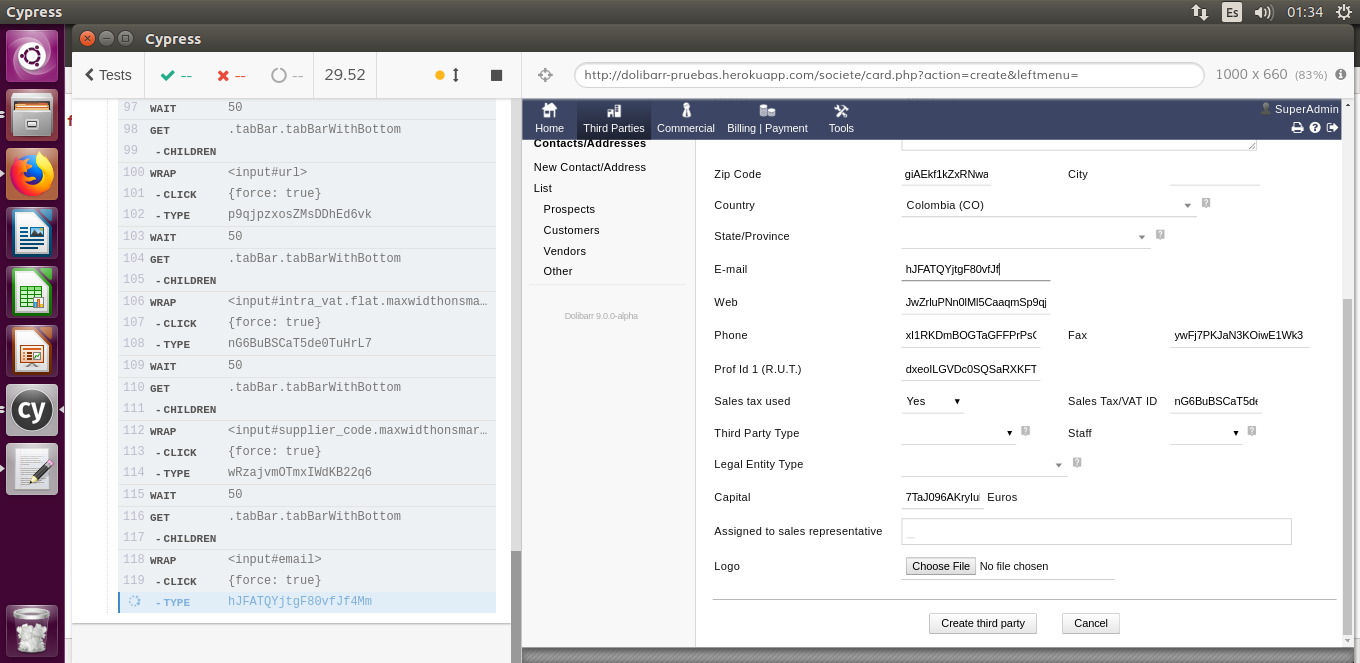 Cypress
Es
01:34
Cypress
Tests
--
--
--
29.52
http://dolibarr-pruebas.herokuapp.com/societe/card.php?action=create&leftmenu=
1000 x 660 (83%)
97 WAIT 50
98 GET .tabBar.tabBarWithBottom
99 - CHILDREN
100 WRAP <input#url>
101 - CLICK {force: true}
102 - TYPE p9qjpzxosZMsDDhEd6vk
103 WAIT 50
104 GET .tabBar.tabBarWithBottom
105 - CHILDREN
106 WRAP <input#intra_vat.flat.maxwidthonsma…
107 - CLICK {force: true}
108 - TYPE nG6BuBSCaT5de0TuHrL7
109 WAIT 50
110 GET .tabBar.tabBarWithBottom
111 - CHILDREN
112 WRAP <input#supplier_code.maxwidthonsmar…
113 - CLICK {force: true}
114 - TYPE wRzajvmOTmxIWdKB22q6
115 WAIT 50
116 GET .tabBar.tabBarWithBottom
117 - CHILDREN
118 WRAP <input#email>
119 - CLICK {force: true}
- TYPE hJFATQYjtgF80vfJf4Mm
Home
Third Parties
Commercial
Billing | Payment
Tools
SuperAdmin
Contacts/Addresses
New Contact/Address
List
Prospects
Customers
Vendors
Other
Dolibarr 9.0.0-alpha
Zip Code giAEkf1kZxRNwa City
Country Colombia (CO)
State/Province
E-mail hJFATQYjtgF80vfJf
Web JwZrluPNn0lMl5CaaqmSp9qj
Phone xI1RKDmBOGTaGFFPrPsG Fax ywFj7PKJaN3KOiwE1Wk3
Prof Id 1 (R.U.T.) dxeoILGVDc0SQSaRXKFT
Sales tax used Yes Sales Tax/VAT ID nG6BuBSCaT5de
Third Party Type Staff
Legal Entity Type
Capital 7TaJ096AKryIu Euros
Assigned to sales representative
Logo Choose File No file chosen
Create third party Cancel